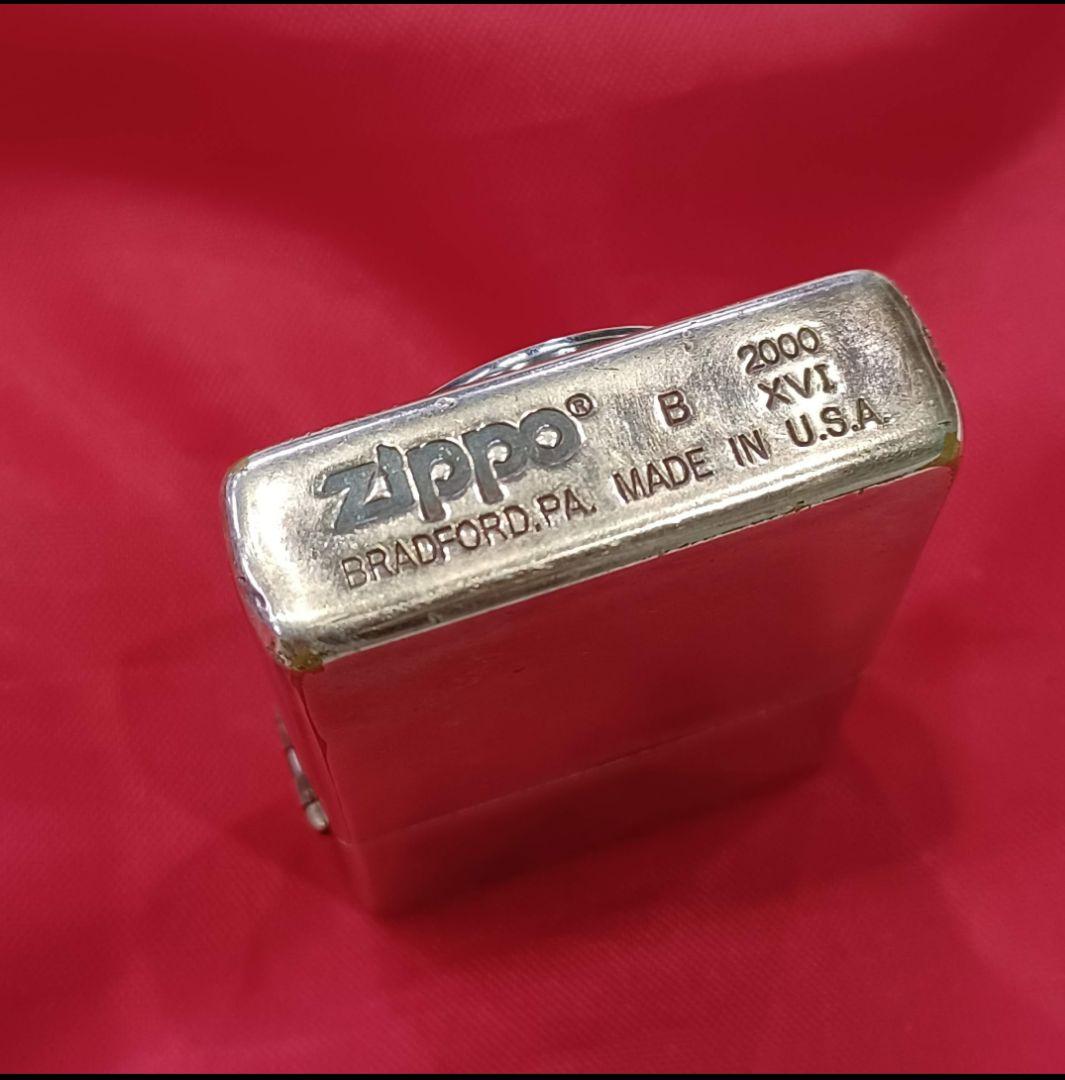 zippo® B 2000
XVI
BRADFORD, PA. MADE IN U.S.A.